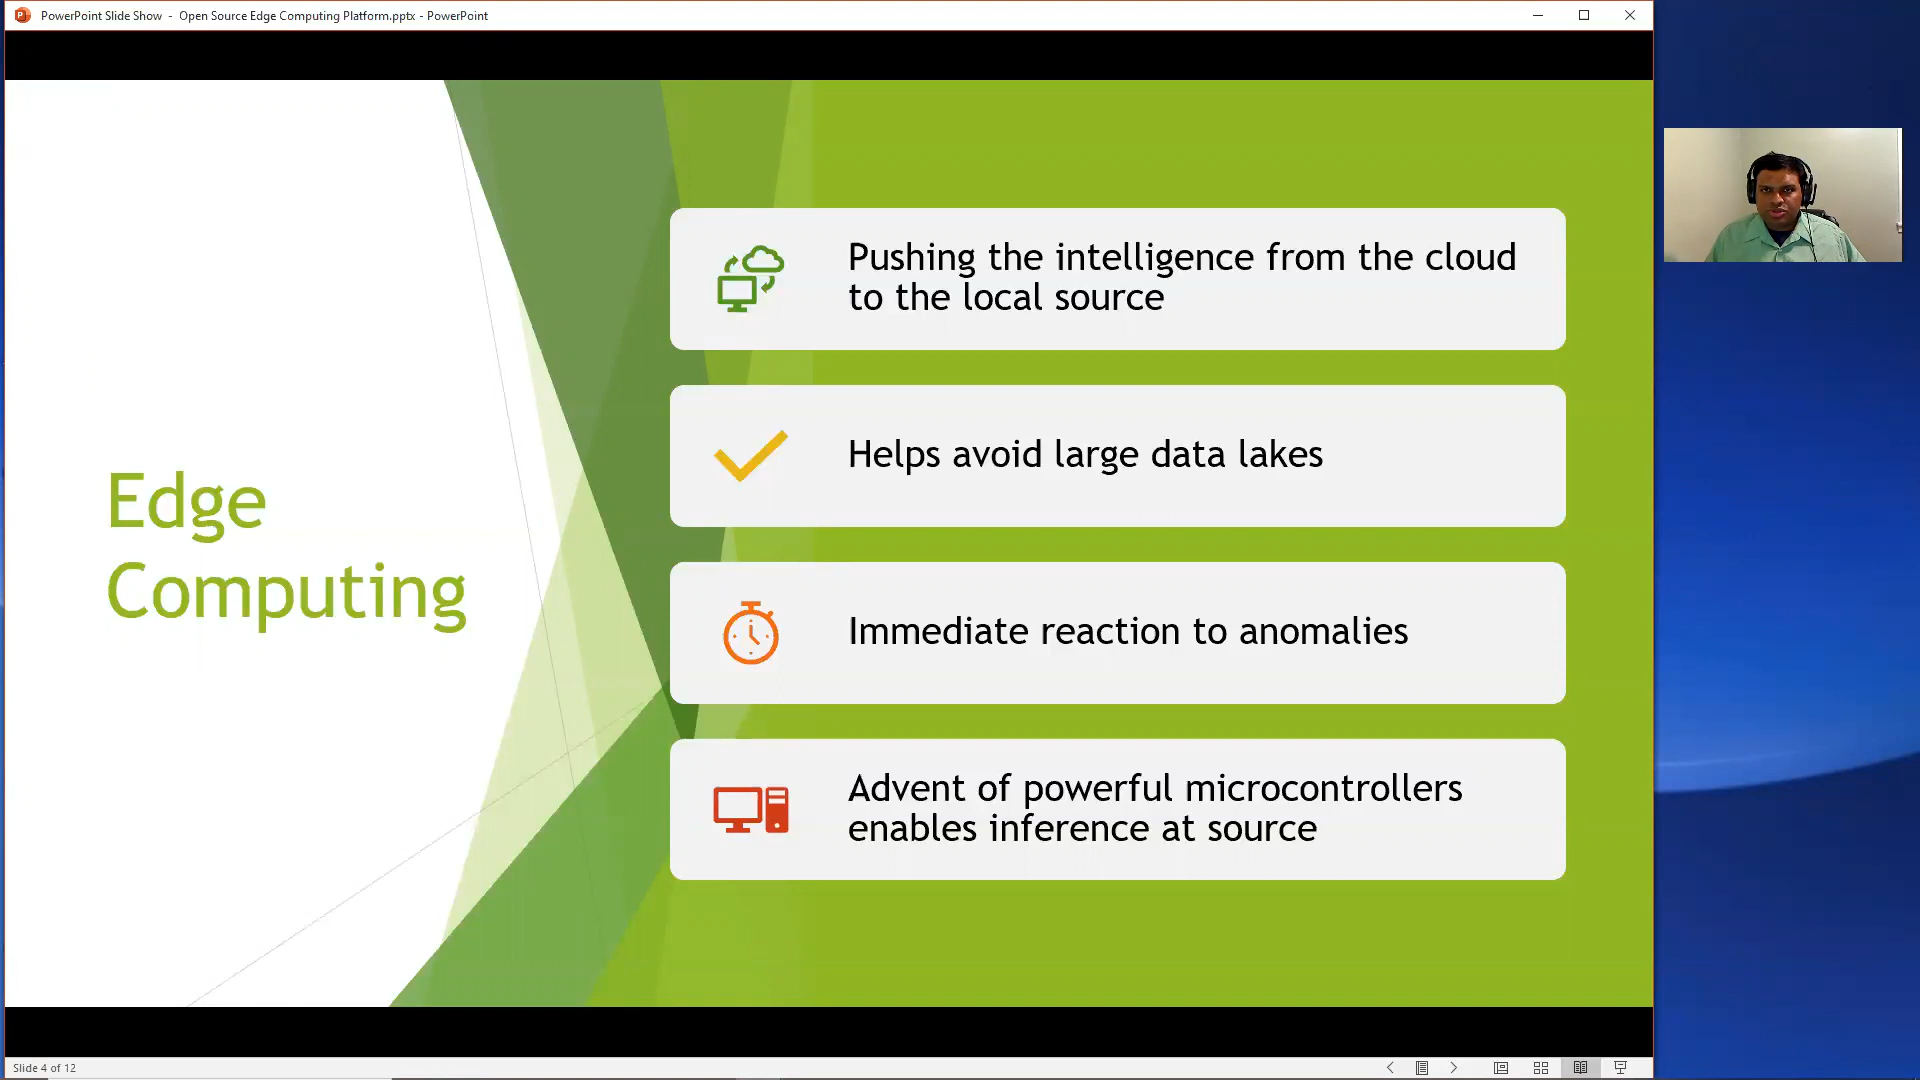 PowerPoint Slide Show - Open Source Edge Computing Platform.pptx - PowerPoint
Edge
Computing
Pushing the intelligence from the cloud
to the local source
Helps avoid large data lakes
Immediate reaction to anomalies
Advent of powerful microcontrollers
enables inference at source
Slide 4 of 12